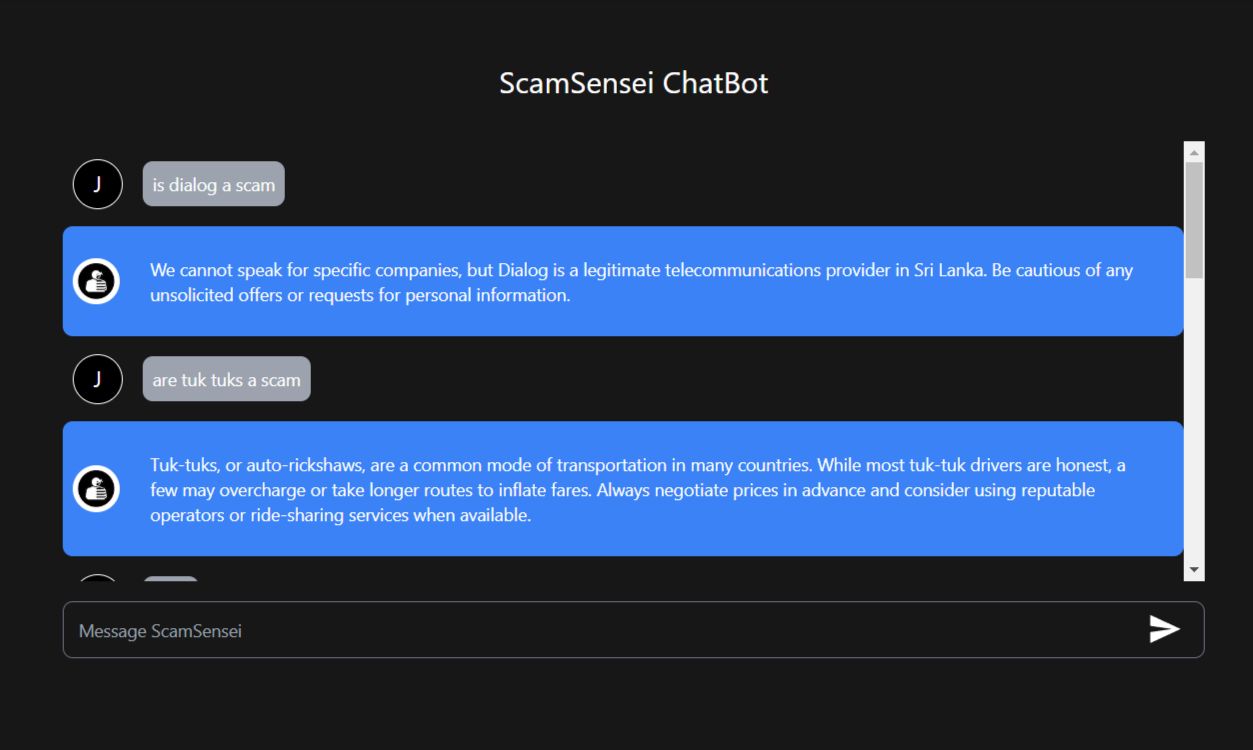 ScamSensei ChatBot
J
is dialog a scam
We cannot speak for specific companies, but Dialog is a legitimate telecommunications provider in Sri Lanka. Be cautious of any
unsolicited offers or requests for personal information.
J
are tuk tuks a scam
Tuk-tuks, or auto-rickshaws, are a common mode of transportation in many countries. While most tuk-tuk drivers are honest, a
few may overcharge or take longer routes to inflate fares. Always negotiate prices in advance and consider using reputable
operators or ride-sharing services when available.
Message ScamSensei